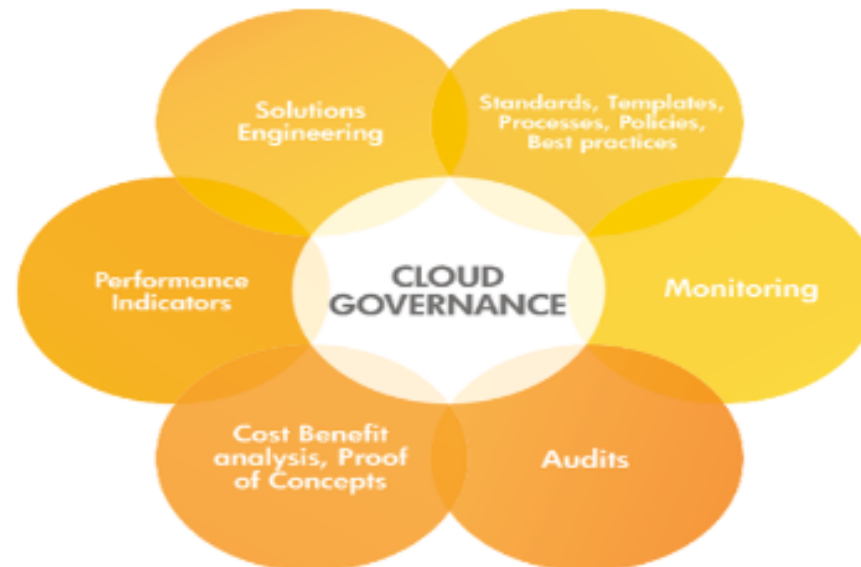 Solutions
Engineering
Standards, Templates,
Processes, Policies,
Best practices
Performance
Indicators
CLOUD
GOVERNANCE
Monitoring
Cost Benefit
analysis, Proof
of Concepts
Audits